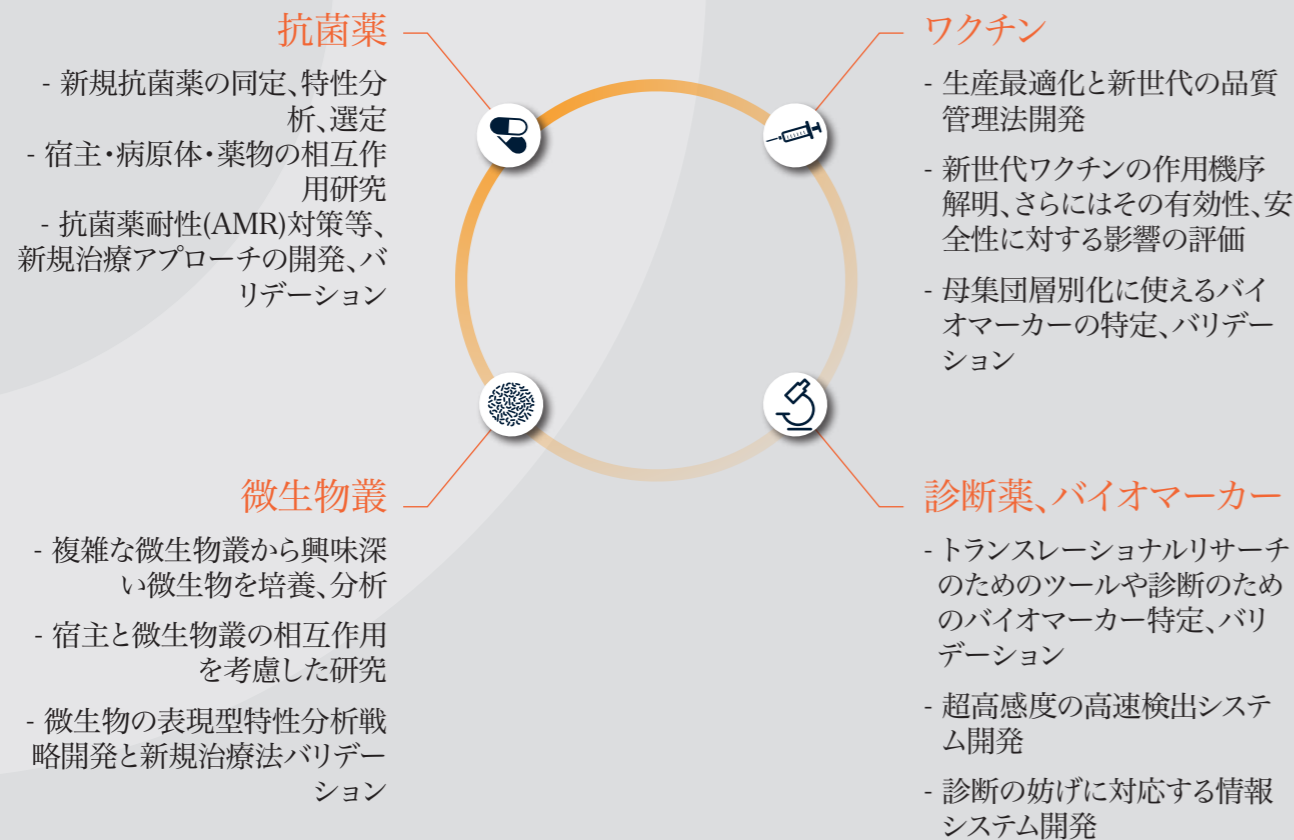 抗菌薬
- 新規抗菌薬の同定、特性分
析、選定
- 宿主・病原体・薬物の相互作
用研究
- 抗菌薬耐性(AMR)対策等、
新規治療アプローチの開発、バ
リデーション
ワクチン
- 生産最適化と新世代の品質
管理法開発
- 新世代ワクチンの作用機序
解明、さらにはその有効性、安
全性に対する影響の評価
- 母集団層別化に使えるバイ
オマーカーの特定、バリデー
ション
微生物叢
- 複雑な微生物叢から興味深
い微生物を培養、分析
- 宿主と微生物叢の相互作用
を考慮した研究
- 微生物の表現型特性分析戦
略開発と新規治療法バリデー
ション
診断薬、バイオマーカー
- トランスレーショナルリサーチ
のためのツールや診断のため
のバイオマーカー特定、バリ
デーション
- 超高感度の高速検出システ
ム開発
- 診断の妨げに対応する情報
システム開発